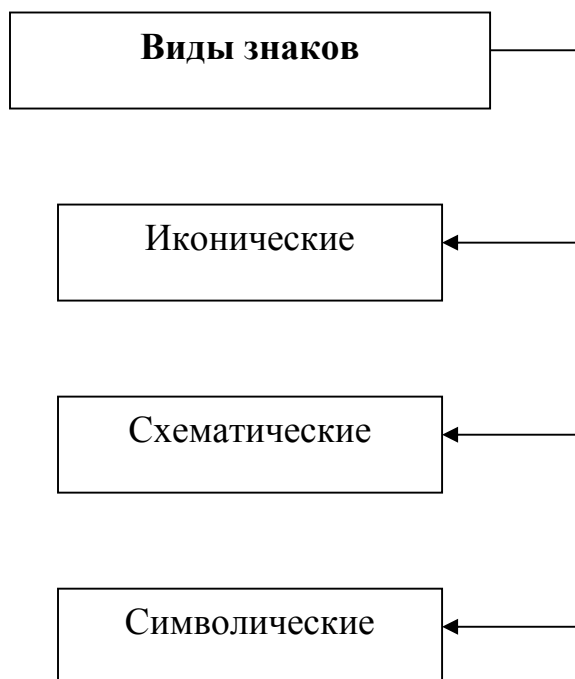 Виды знаков
Иконические
Схематические
Символические